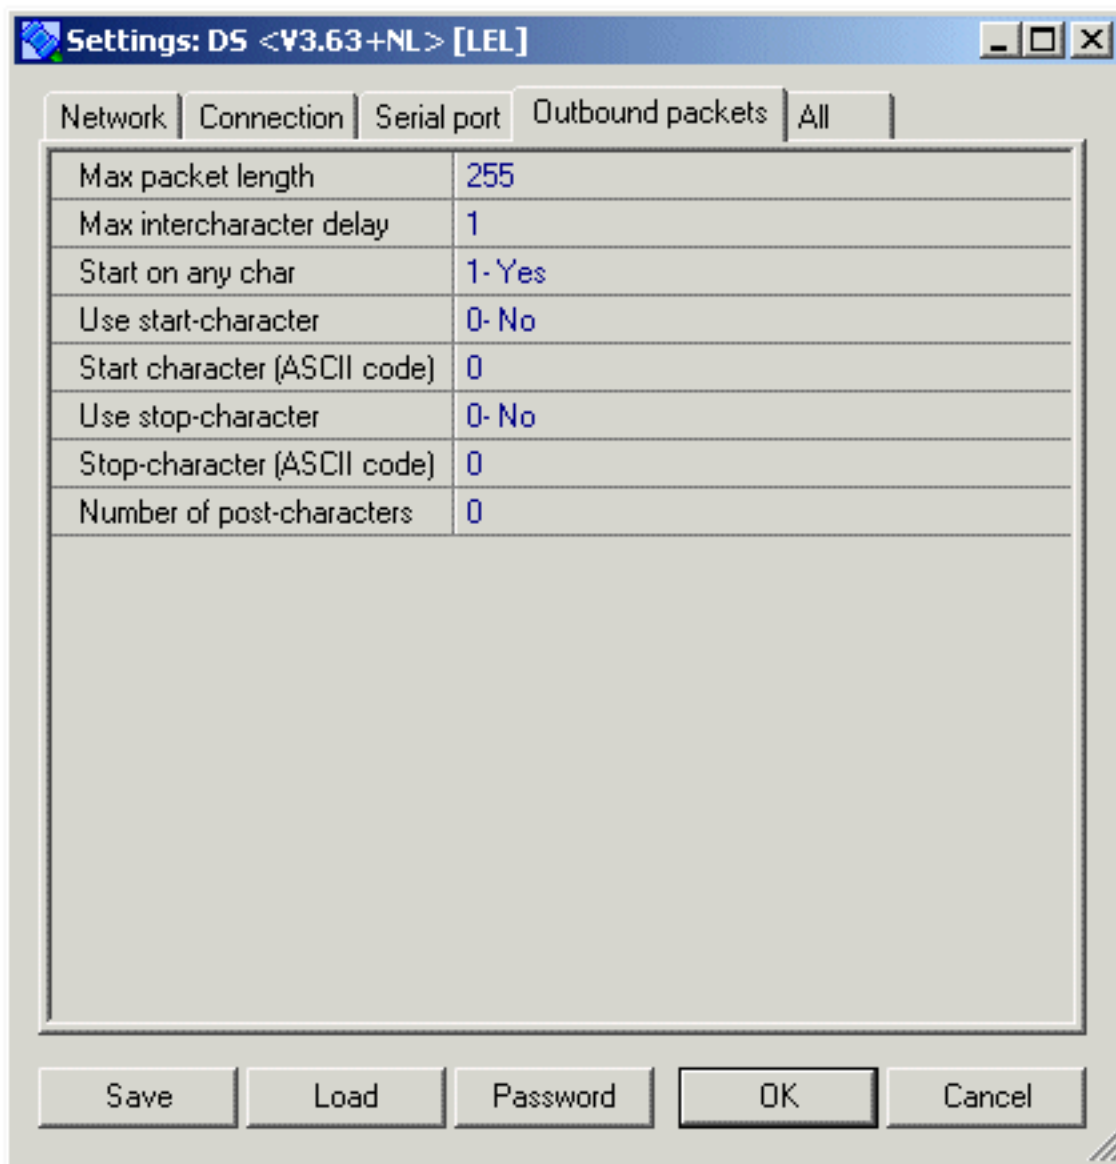 Settings: DS <V3.63+NL> [LEL]
Network Connection Serial port Outbound packets All
Max packet length 255
Max intercharacter delay 1
Start on any char 1- Yes
Use start-character 0- No
Start character (ASCII code) 0
Use stop-character 0- No
Stop-character (ASCII code) 0
Number of post-characters 0
Save Load Password OK Cancel